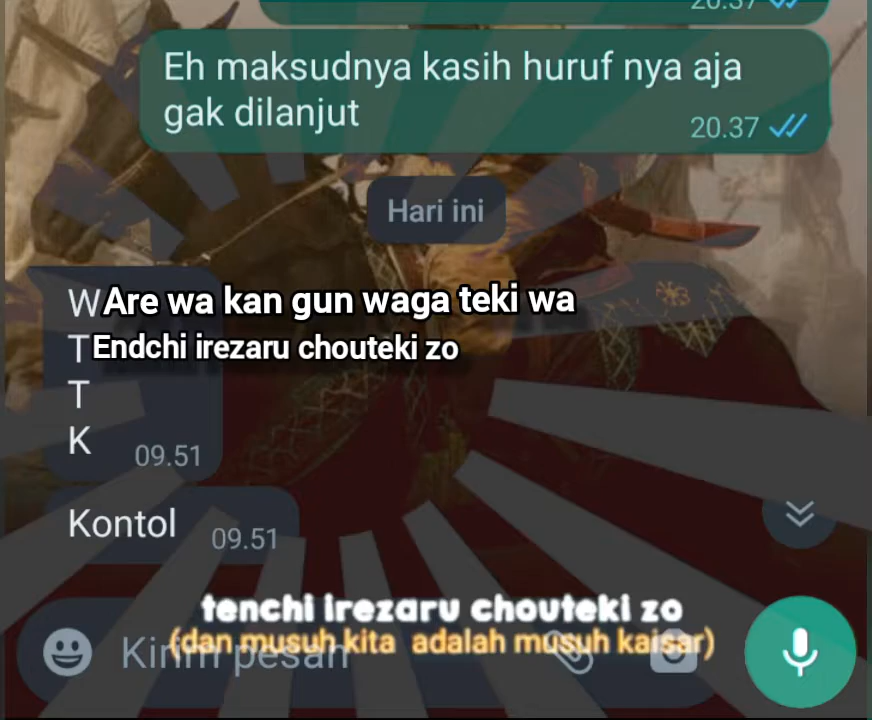 20.37
Eh maksudnya kasih huruf nya aja
gak dilanjut
20.37
Hari ini
WAre wa kan gun waga teki wa
TEndchi irezaru chouteki zo
T
K
09.51
Kontol
09.51
tenchi irezaru chouteki zo
(dan musuh kita adalah musuh kaisar)
Kirim pesan